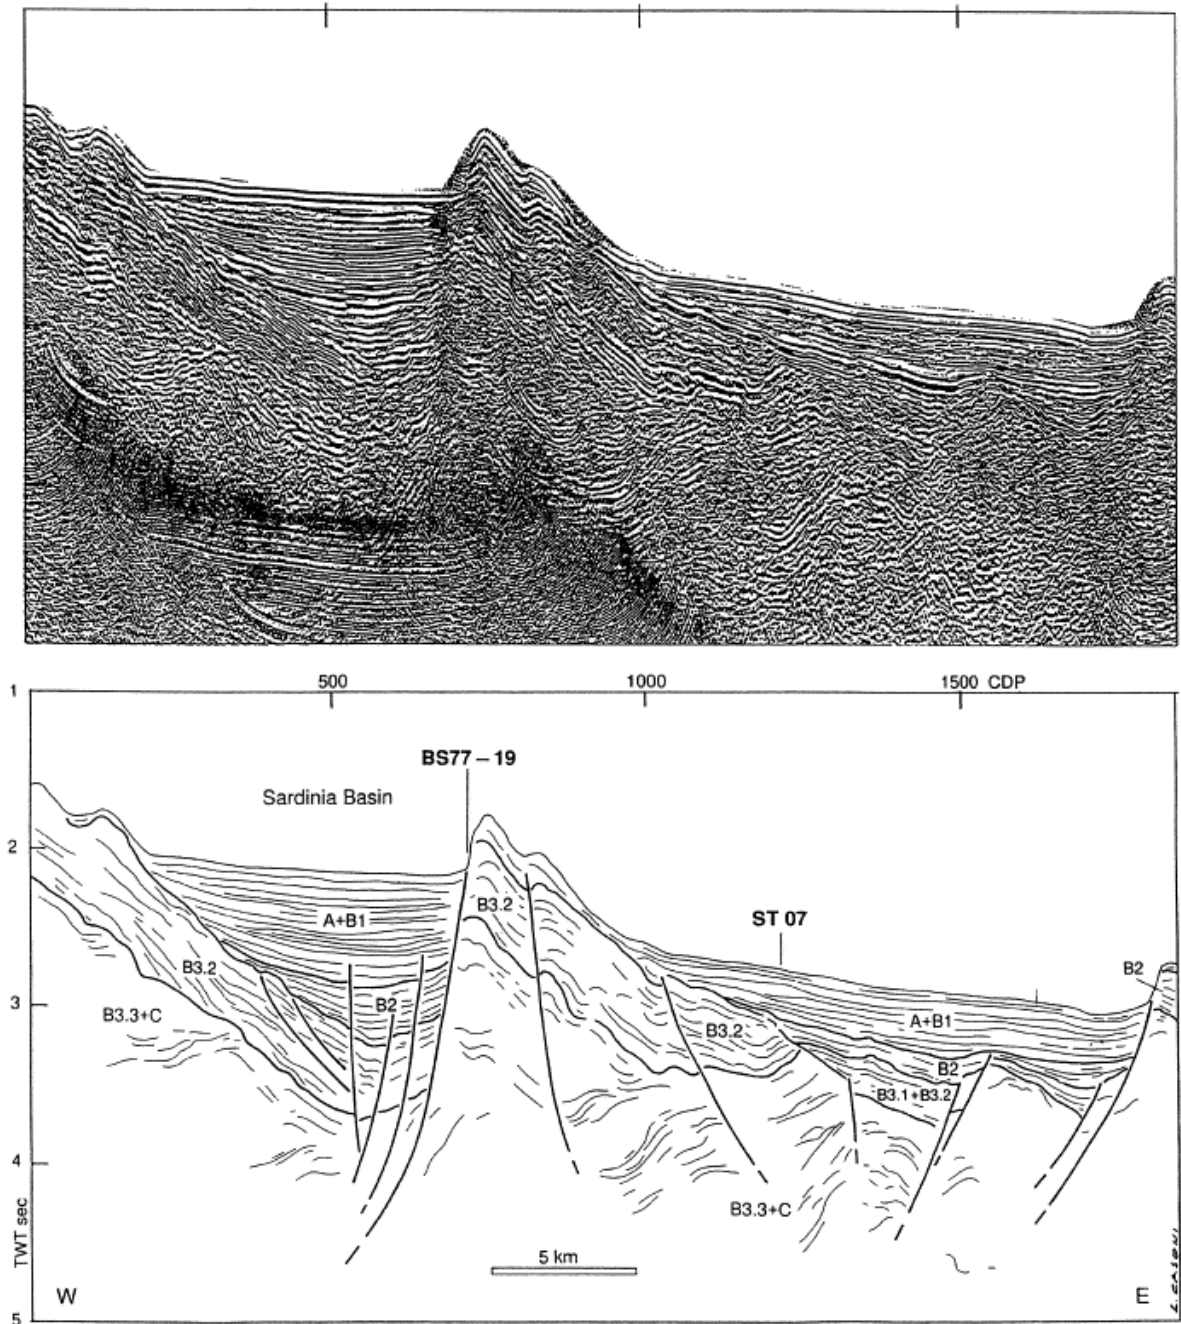 500 1000 1500 CDP
1
BS77 – 19
Sardinia Basin
2
B3.2
A+B1
ST 07
B3.2
B2
B2
3
B3.3+C
B3.2
A+B1
B2
B3.1+B3.2
4
B3.3+C
TWT sec
5 km
W
E
5